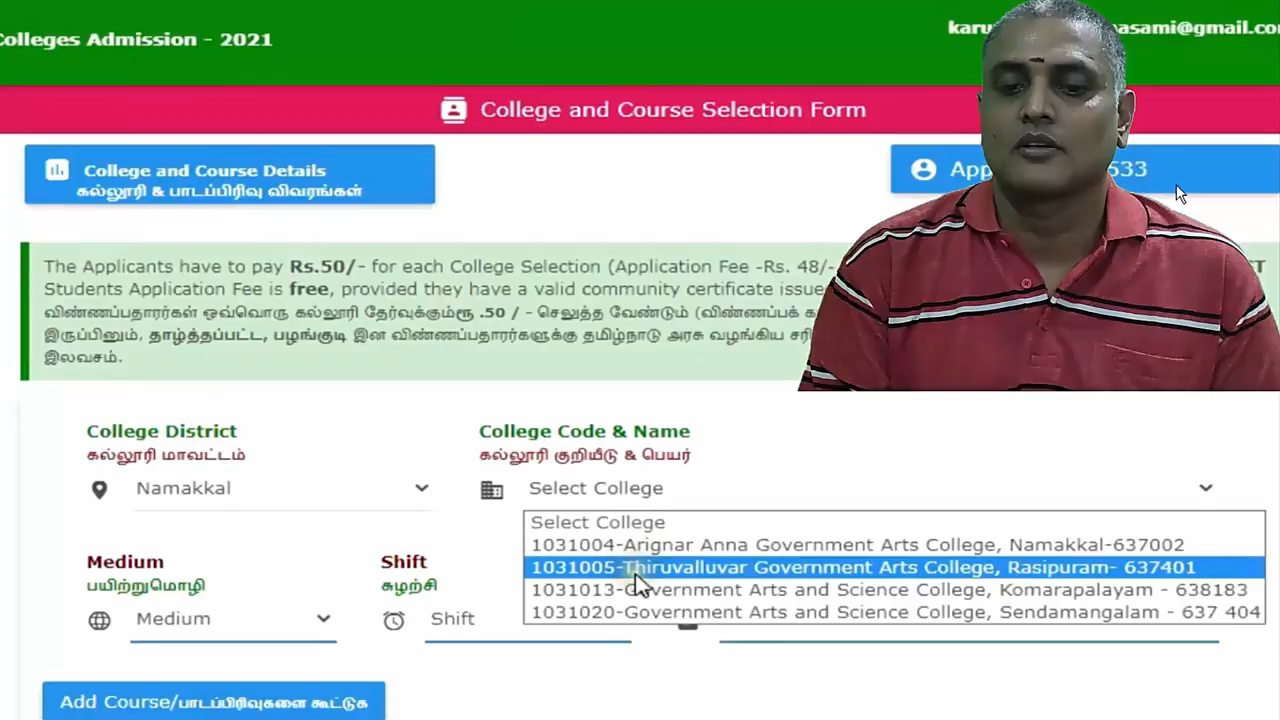 Colleges Admission - 2021
asami@gmail.co
College and Course Selection Form
College and Course Details
கல்லூரி & பாடப்பிரிவு விவரங்கள்
533
The Applicants have to pay Rs.50/- for each College Selection (Application Fee -Rs. 48/-
Students Application Fee is free, provided they have a valid community certificate issue
விண்ணப்பதாரர்கள் ஒவ்வொரு கல்லூரி தேர்வுக்கும்ரூ .50 / - செலுத்த வேண்டும் (விண்ணப்பக் க
இருப்பினும், தாழ்த்தப்பட்ட, பழங்குடி இன விண்ணப்பதாரர்களுக்கு தமிழ்நாடு அரசு வழங்கிய சரி
இலவசம்.
College District
கல்லூரி மாவட்டம்
Namakkal
College Code & Name
கல்லூரி குறியீடு & பெயர்
Select College
Select College
1031004-Arignar Anna Government Arts College, Namakkal-637002
1031005-Thiruvalluvar Government Arts College, Rasipuram- 637401
1031013-Government Arts and Science College, Komarapalayam - 638183
1031020-Government Arts and Science College, Sendamangalam - 637 404
Medium
பயிற்றுமொழி
Medium
Shift
சுழற்சி
Shift
Add Course/பாடப்பிரிவுகளை கூட்டுக